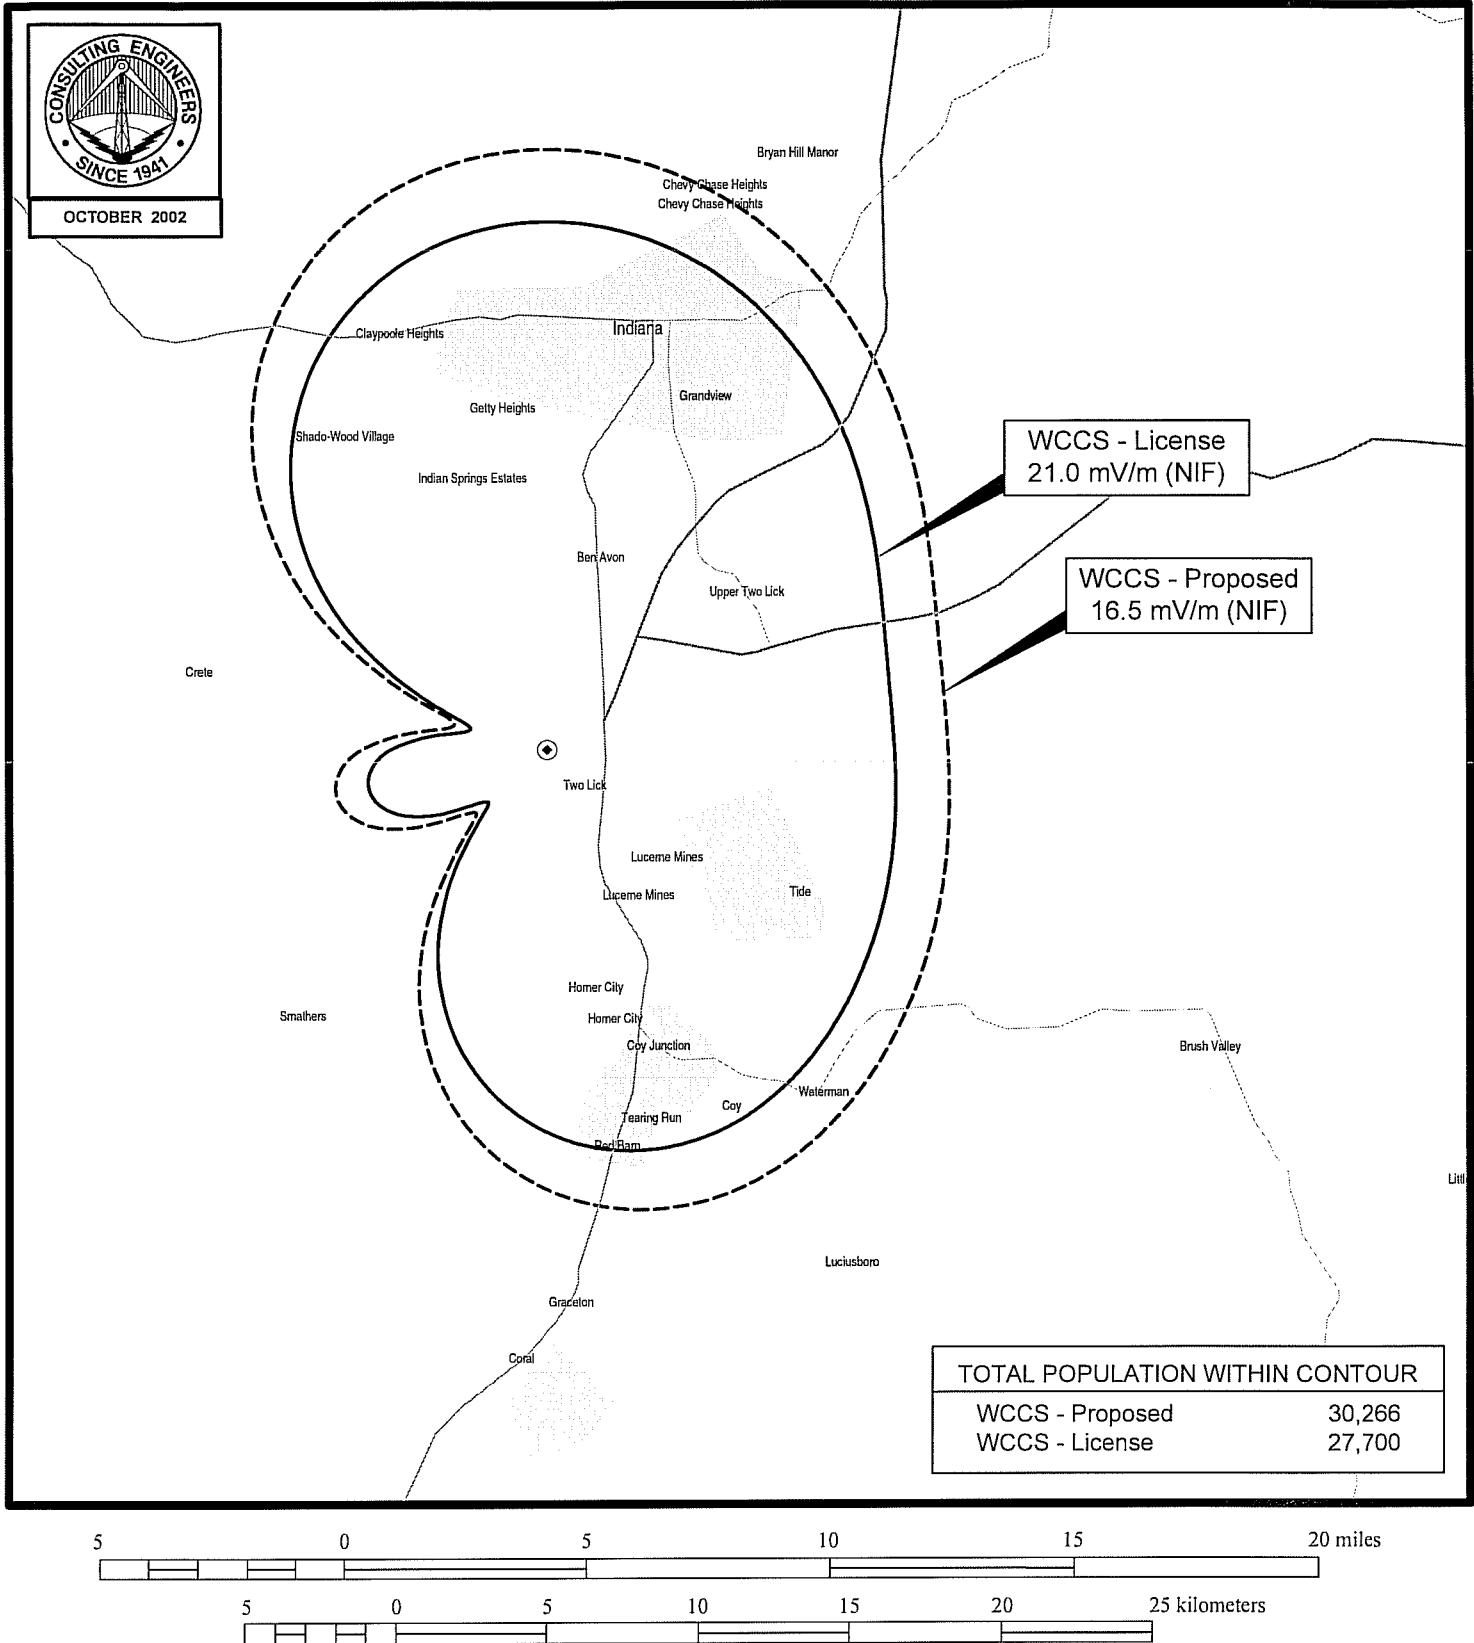 CONSULTING ENGINEERS
SINCE 1941
OCTOBER 2002
Bryan Hill Manor
Chevy Chase Heights
Chevy Chase Heights
Claypoole Heights
Indiana
Grandview
Getty Heights
Shado-Wood Village
Indian Springs Estates
WCCS - License
21.0 mV/m (NIF)
Ben Avon
Upper Two Lick
WCCS - Proposed
16.5 mV/m (NIF)
Crete
Two Lick
Lucerne Mines
Lucerne Mines
Tide
Homer City
Smathers
Homer City
Coy Junction
Brush Valley
Waterman
Coy
Tearing Run
Red Barn
Littl
Luciusboro
Graceton
Coral
TOTAL POPULATION WITHIN CONTOUR
WCCS - Proposed 30,266
WCCS - License 27,700
5 0 5 10 15 20 miles
5 0 5 10 15 20 25 kilometers